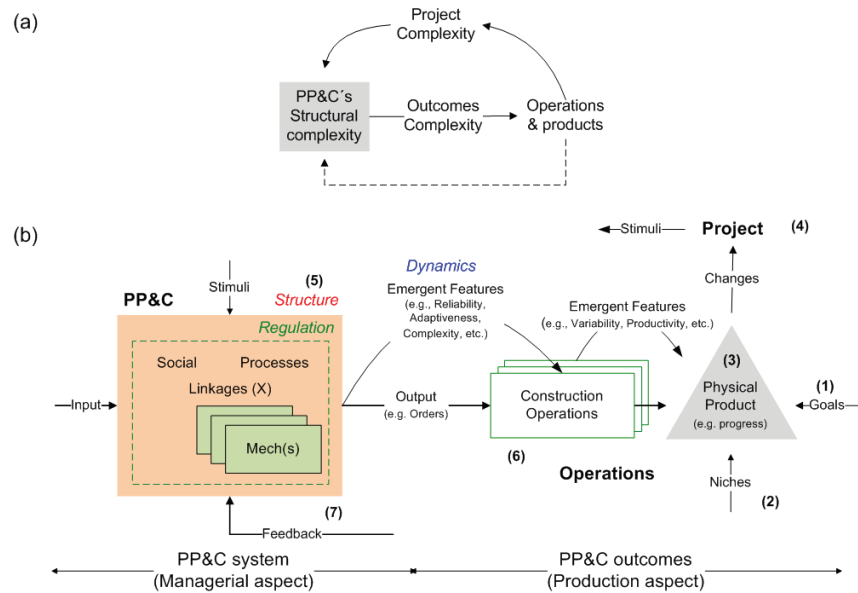 (a)
Project
Complexity
PP&C´s
Structural
complexity
Outcomes
Complexity
Operations
& products
(b)
Stimuli
Project
(4)
Changes
PP&C
Stimuli
(5)
Structure
Regulation
Dynamics
Emergent Features
(e.g., Reliability,
Adaptiveness,
Complexity, etc.)
Emergent Features
(e.g., Variability, Productivity, etc.)
Social
Processes
Linkages (X)
Mech(s)
Input
Output
(e.g. Orders)
Construction
Operations
(6)
Operations
(3)
Physical
Product
(e.g. progress)
(1)
Goals
Niches
(2)
(7)
Feedback
PP&C system
(Managerial aspect)
PP&C outcomes
(Production aspect)